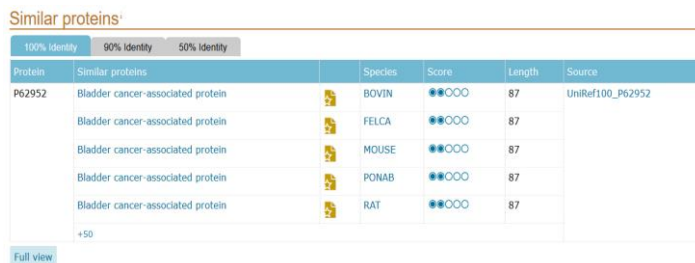 Similar proteins
100% Identity 90% Identity 50% Identity
Protein Similar proteins Species Score Length Source
P62952 Bladder cancer-associated protein BOVIN 87 UniRef100_P62952
Bladder cancer-associated protein FELCA 87
Bladder cancer-associated protein MOUSE 87
Bladder cancer-associated protein PONAB 87
Bladder cancer-associated protein RAT 87
+50
Full view